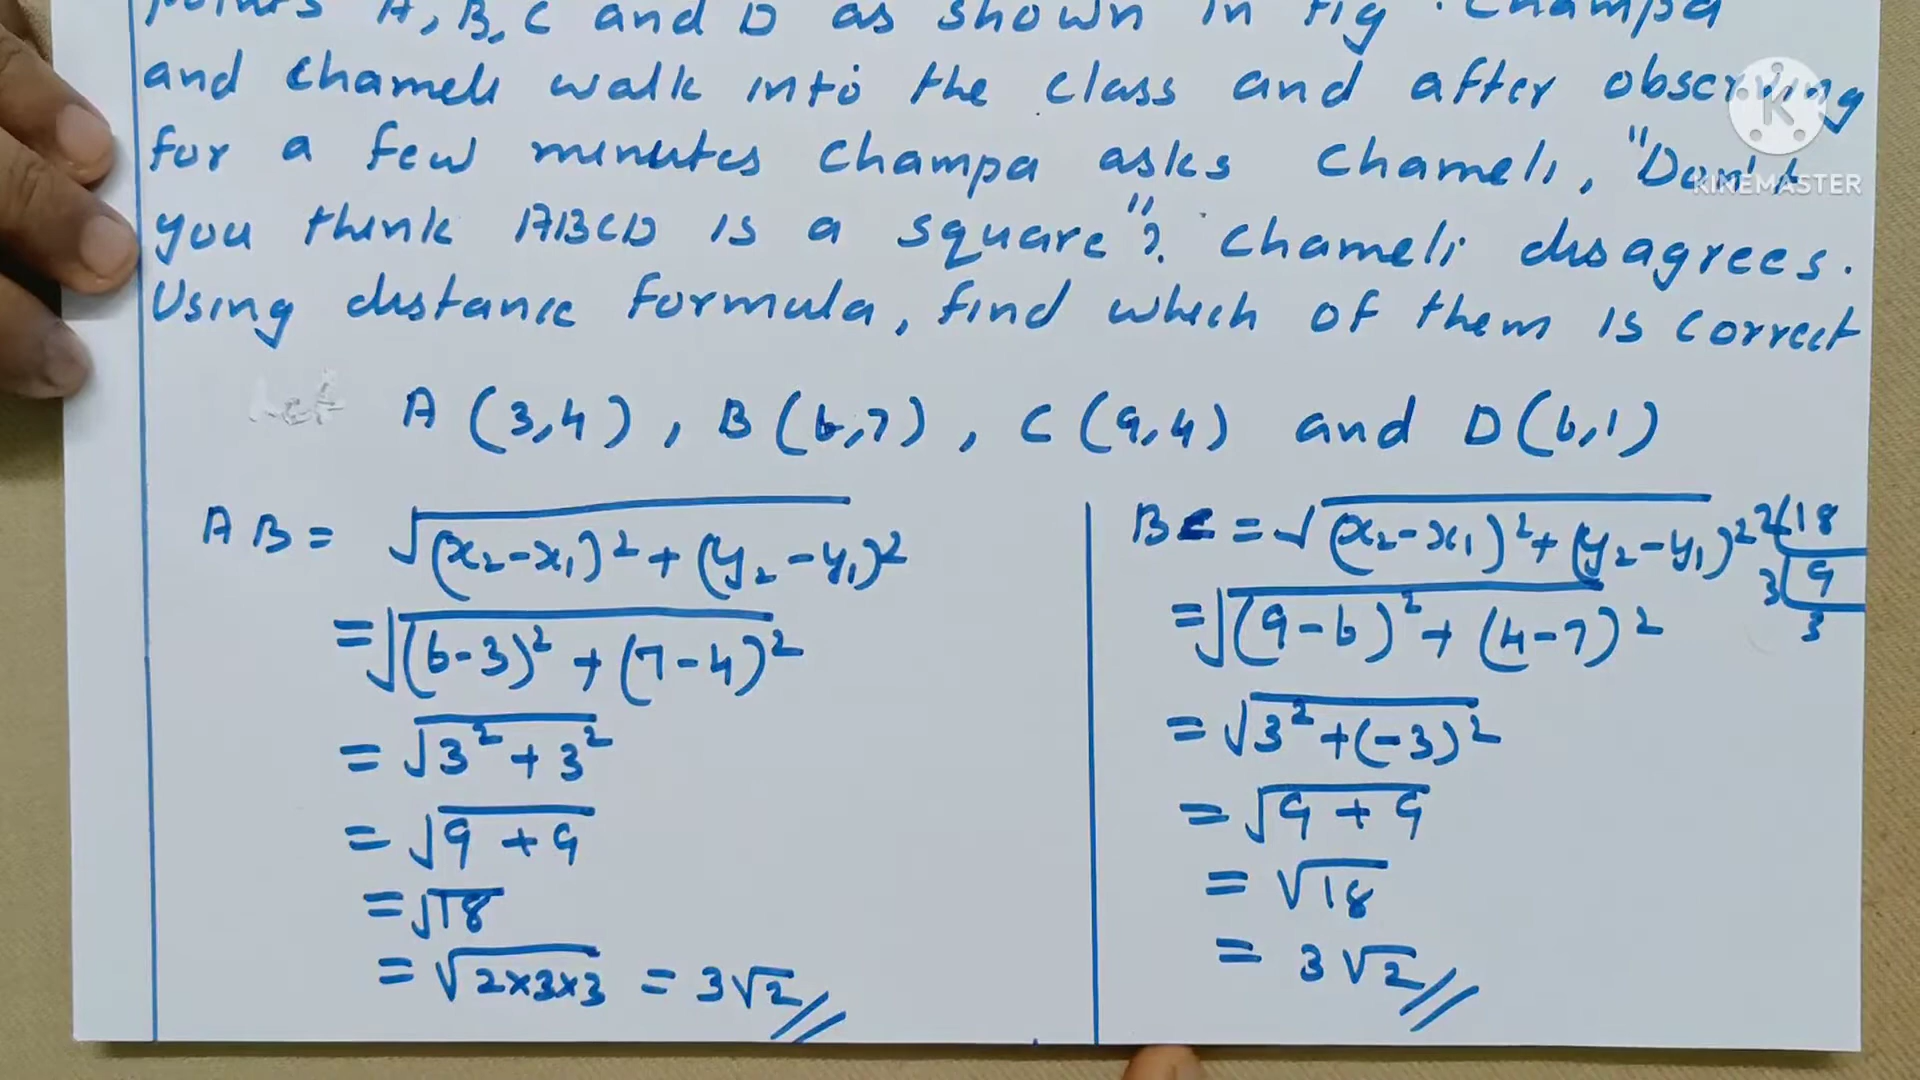 points A, B, C and D as shown in fig. Champa
and chameli walk into the class and after observing
for a few minutes Champa asks Chameli, "Don't
you think ABCD is a square"? Chameli disagrees.
Using distance formula, find which of them is correct
Let A (3,4), B (6,7), C (9,4) and D (6,1)
AB = √(x₂-x₁)² + (y₂-y₁)²
= √(6-3)² + (7-4)²
= √3² + 3²
= √9 + 9
= √18
= √2×3×3 = 3√2 //
BC = √(x₂-x₁)² + (y₂-y₁)²
= √(9-6)² + (4-7)²
= √3² + (-3)²
= √9 + 9
= √18
= 3√2 //
2 18
3 9
3
K
KINEMASTER